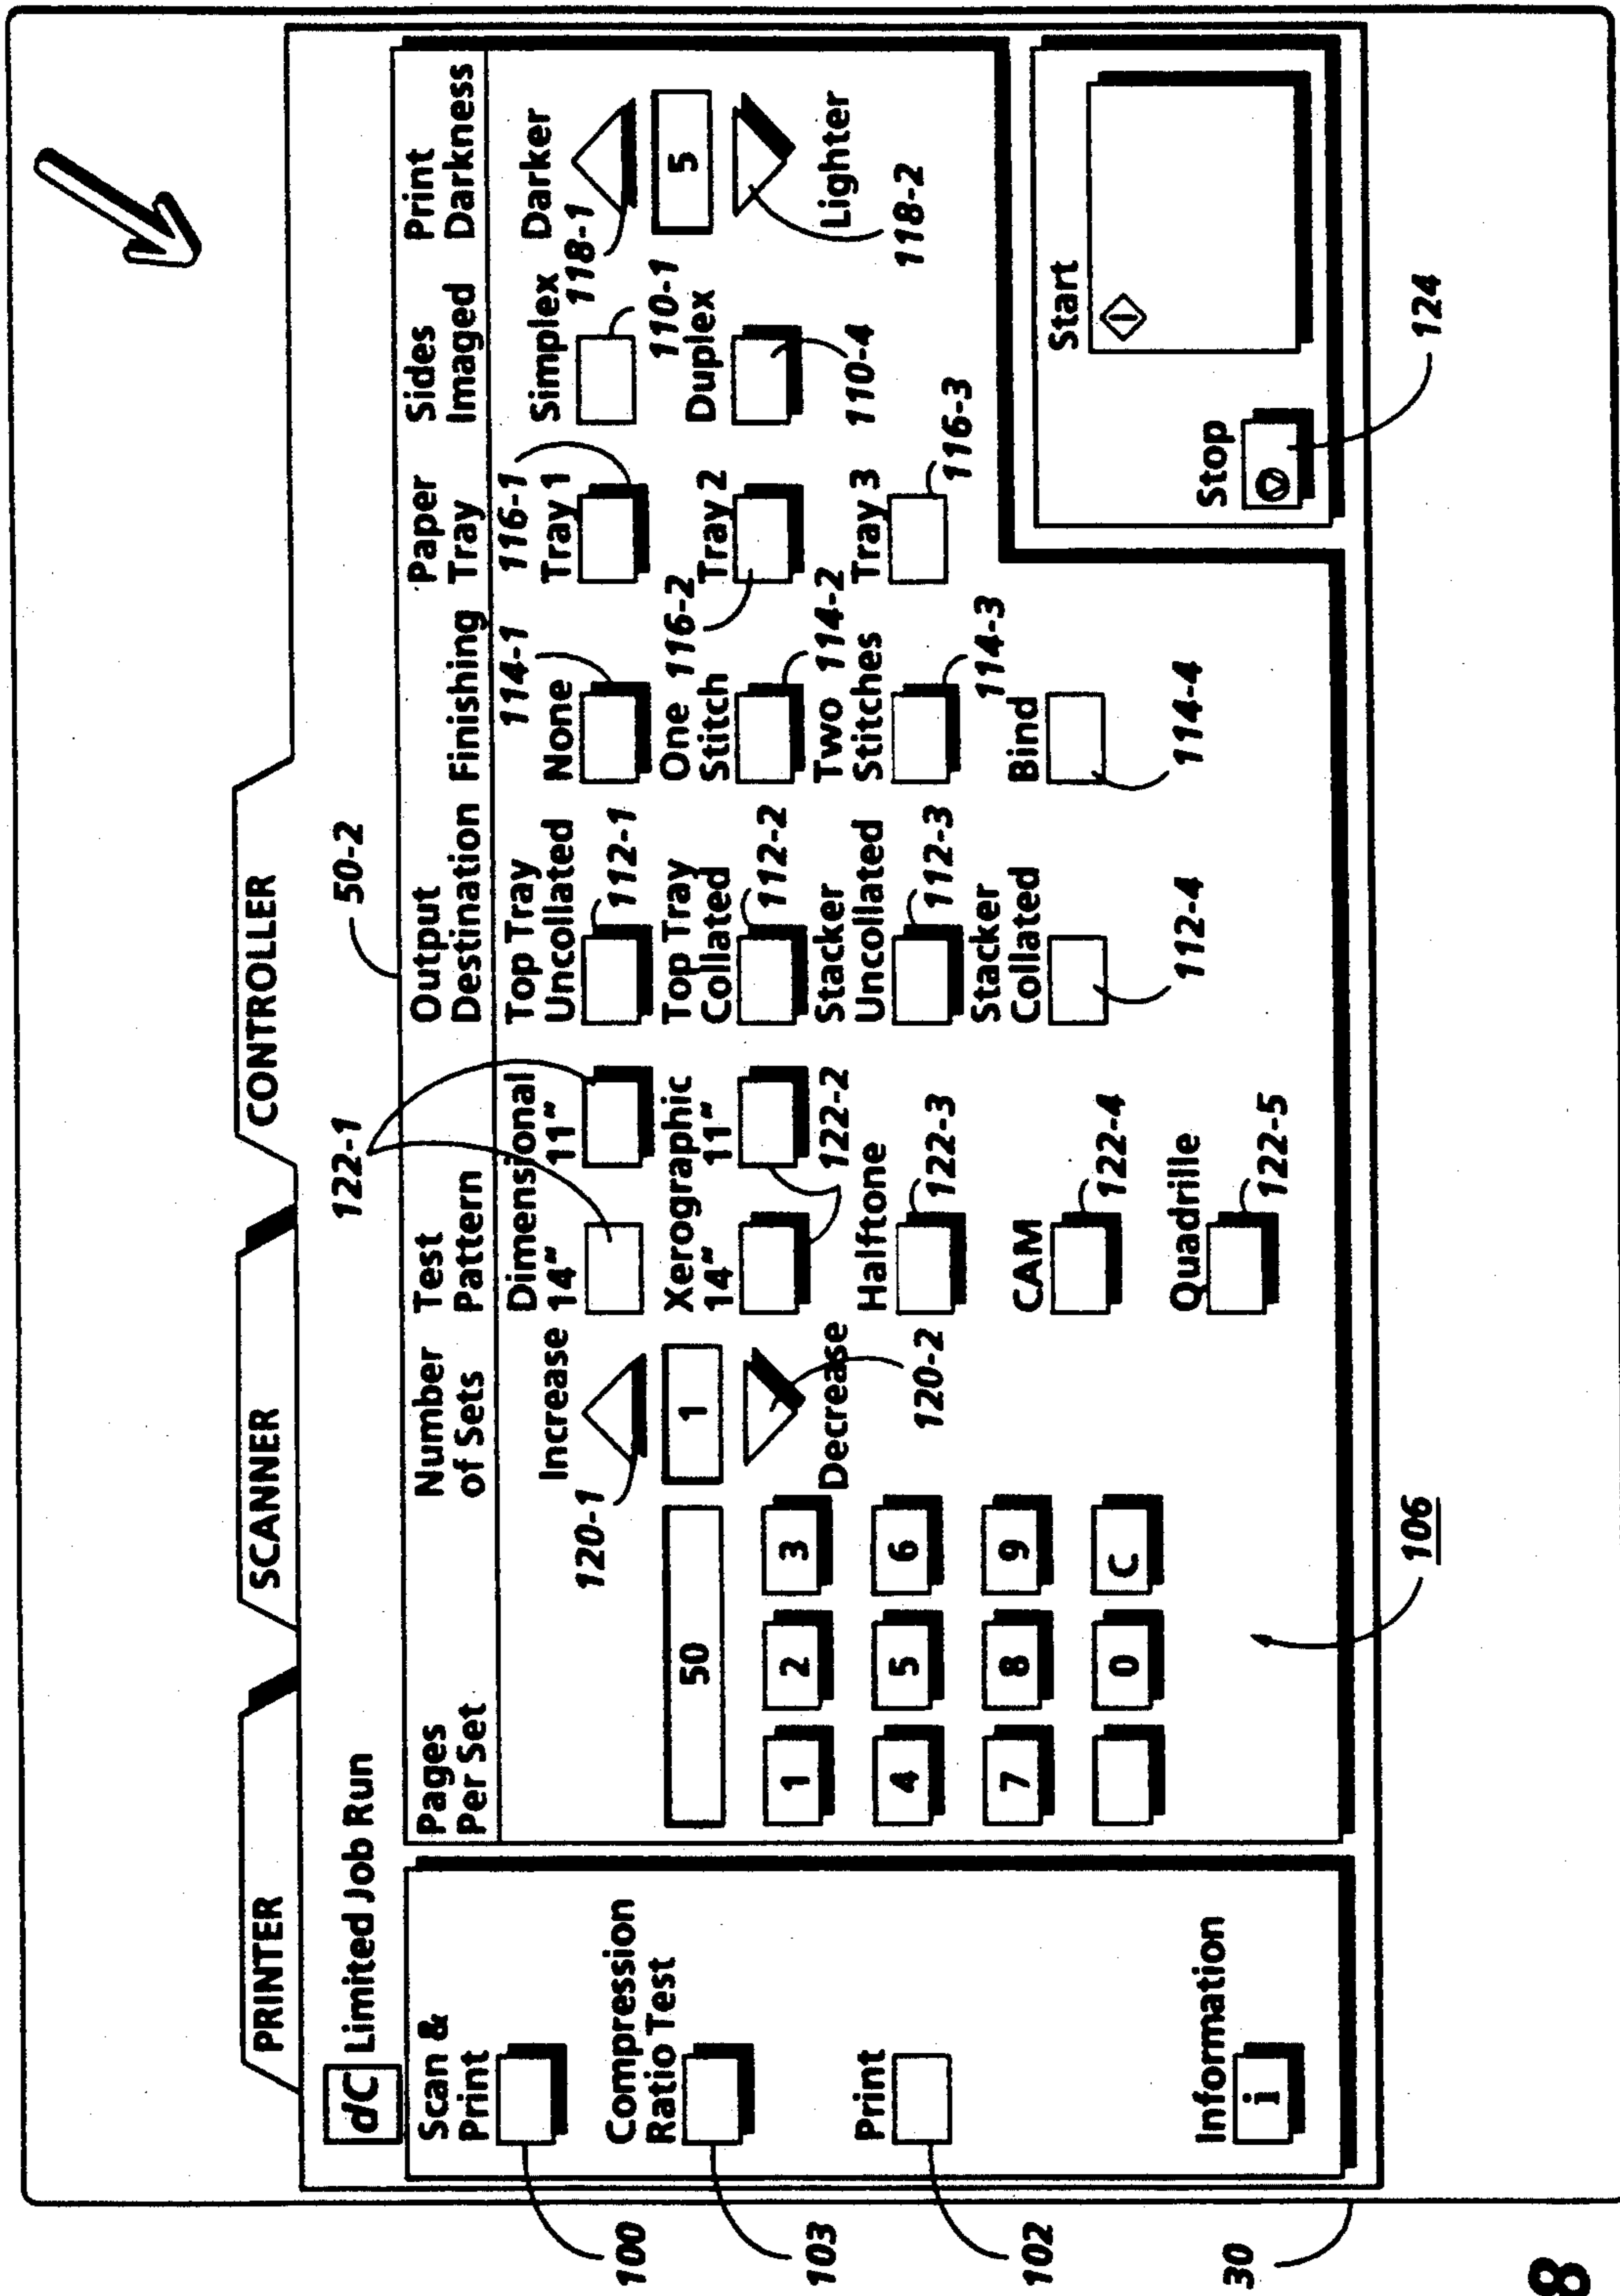 PRINTER
SCANNER
CONTROLLER
dC Limited Job Run
122-1
50-2
Scan &
Print
100
Compression
Ratio Test
103
Print
102
Information
i
30
Pages
Per Set
50
1 2 3
4 5 6
7 8 9
0 C
106
Number
of Sets
Increase
120-1
1
Decrease
120-2
Test
Pattern
Dimensional
14" 11"
Xerographic
14" 11"
122-2
Halftone
122-3
CAM
122-4
Quadrille
122-5
Output
Destination
Top Tray
Uncollated
112-1
Top Tray
Collated
112-2
Stacker
Uncollated
112-3
Stacker
Collated
112-4
Finishing
114-1
None
One
Stitch
114-2
Two
Stitches
114-3
Bind
114-4
Paper
Tray
116-1
Tray 1
116-2
Tray 2
Tray 3
116-3
Sides
Imaged
Simplex
110-1
Duplex
110-4
Print
Darkness
Darker
118-1
5
Lighter
118-2
Stop
Start
124
8